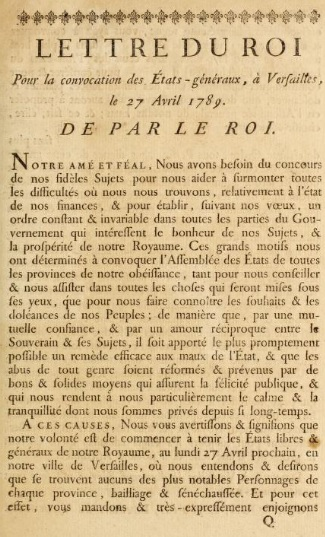 LETTRE DU ROI
Pour la convocation des États-généraux, à Versailles,
le 27 Avril 1789.
DE PAR LE ROI.
NOTRE AMÉ ET FÉAL, Nous avons besoin du concours
de nos fidèles Sujets pour nous aider à surmonter toutes
les difficultés où nous nous trouvons, relativement à l'état
de nos finances, & pour établir, suivant nos vœux, un
ordre constant & invariable dans toutes les parties du Gou-
vernement qui intéressent le bonheur de nos Sujets, &
la prospérité de notre Royaume. Ces grands motifs nous
ont déterminés à convoquer l'Assemblée des États de toutes
les provinces de notre obéissance, tant pour nous conseiller
& nous assister dans toutes les choses qui seront mises sous
ses yeux, que pour nous faire connoître les souhaits & les
doléances de nos Peuples ; de manière que, par une mu-
tuelle confiance, & par un amour réciproque entre le
Souverain & ses Sujets, il soit apporté le plus promptement
possible un remède efficace aux maux de l'État, & que les
abus de tout genre soient réformés & prévenus par de
bons & solides moyens qui assurent la félicité publique, &
qui nous rendent à nous particulièrement le calme & la
tranquillité dont nous sommes privés depuis si long-temps.
A CES CAUSES, Nous vous avertissons & signifions que
notre volonté est de commencer à tenir les États libres &
généraux de notre Royaume, au lundi 27 Avril prochain, en
notre ville de Versailles, où nous entendons & desirons
que se trouvent aucuns des plus notables Personnages de
chaque province, bailliage & sénéchaussée. Et pour cet
effet, vous mandons & très-expressément enjoignons
Q